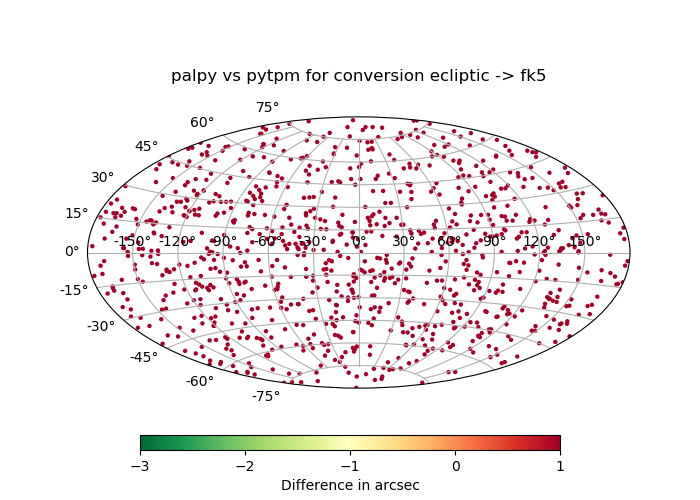 palpy vs pytpm for conversion ecliptic -> fk5
75°
60°
45°
30°
15°
0°
-150° -120° -90° -60° -30° 0° 30° 60° 90° 120° 150°
-15°
-30°
-45°
-60°
-75°
−3 −2 −1 0 1
Difference in arcsec